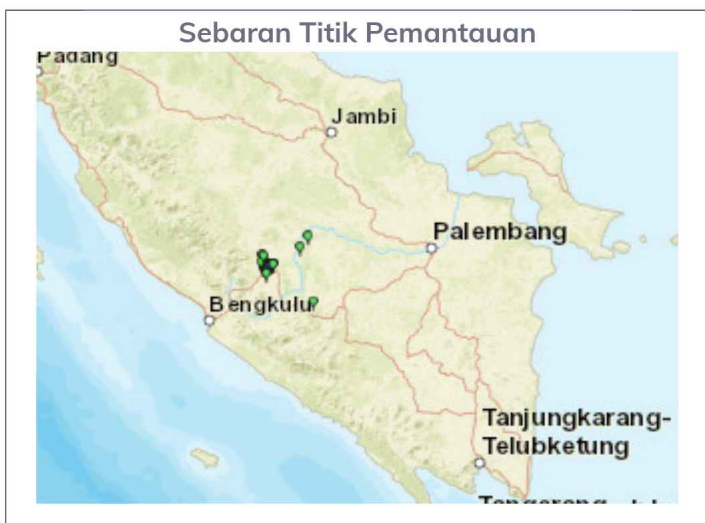 Sebaran Titik Pemantauan
Padang
Jambi
Palembang
Bengkulu
Tanjungkarang-
Telubketung